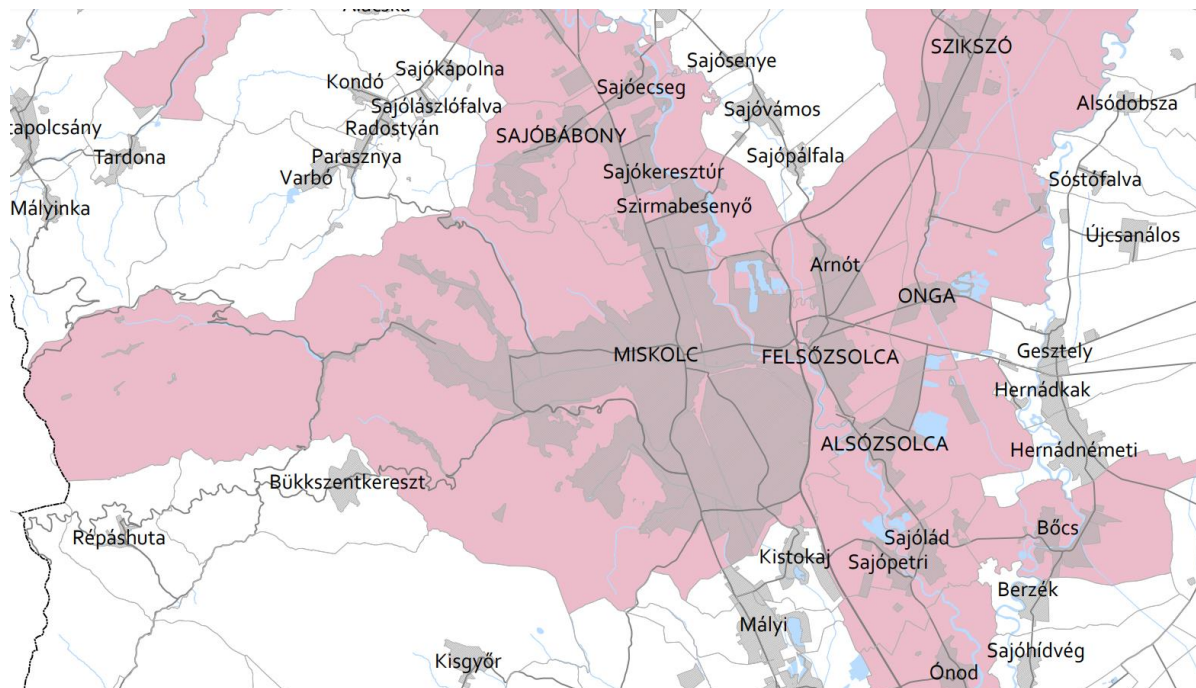 SZIKSZÓ
Sajósenye
Kondó
Sajókápolna
Sajóecseg
Sajólászlófalva
Sajóvámos
Alsódobsza
Radostyán
SAJÓBÁBONY
Tardona
Parasznya
Sajópálfala
Varbó
Sajókeresztúr
Sóstófalva
Mályinka
Szirmabesenyő
Újcsanálos
Arnót
ONGA
MISKOLC
FELSŐZSOLCA
Gesztely
Hernádkak
ALSÓZSOLCA
Hernádnémeti
Bükkszentkereszt
Répáshuta
Sajólád
Bőcs
Kistokaj
Sajópetri
Berzék
Mályi
Kisgyőr
Sajóhídvég
Ónod